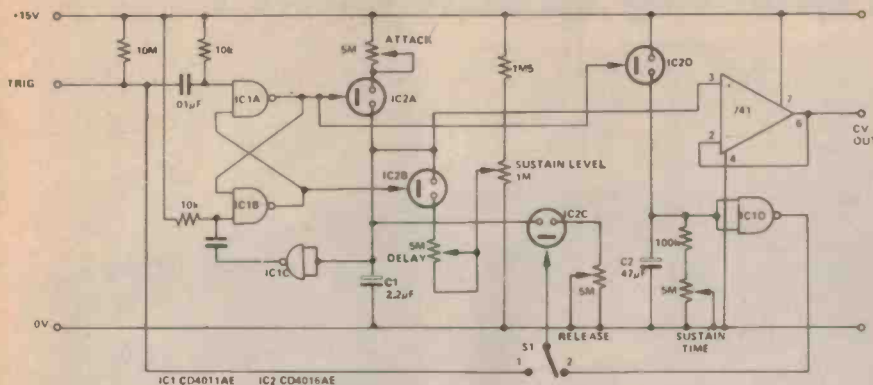 +15V
10M
10k
5M
ATTACK
1M5
IC2D
TRIG
.01µF
IC1A
IC2A
3
+
741
7
6
2
-
4
CV
OUT
IC2B
SUSTAIN LEVEL
1M
10k
IC1B
IC2C
IC1D
100k
5M
DELAY
IC1C
C1
2.2µF
5M
C2
47µF
5M
0V
RELEASE
SUSTAIN
TIME
S1
1
2
IC1 CD4011AE IC2 CD4016AE